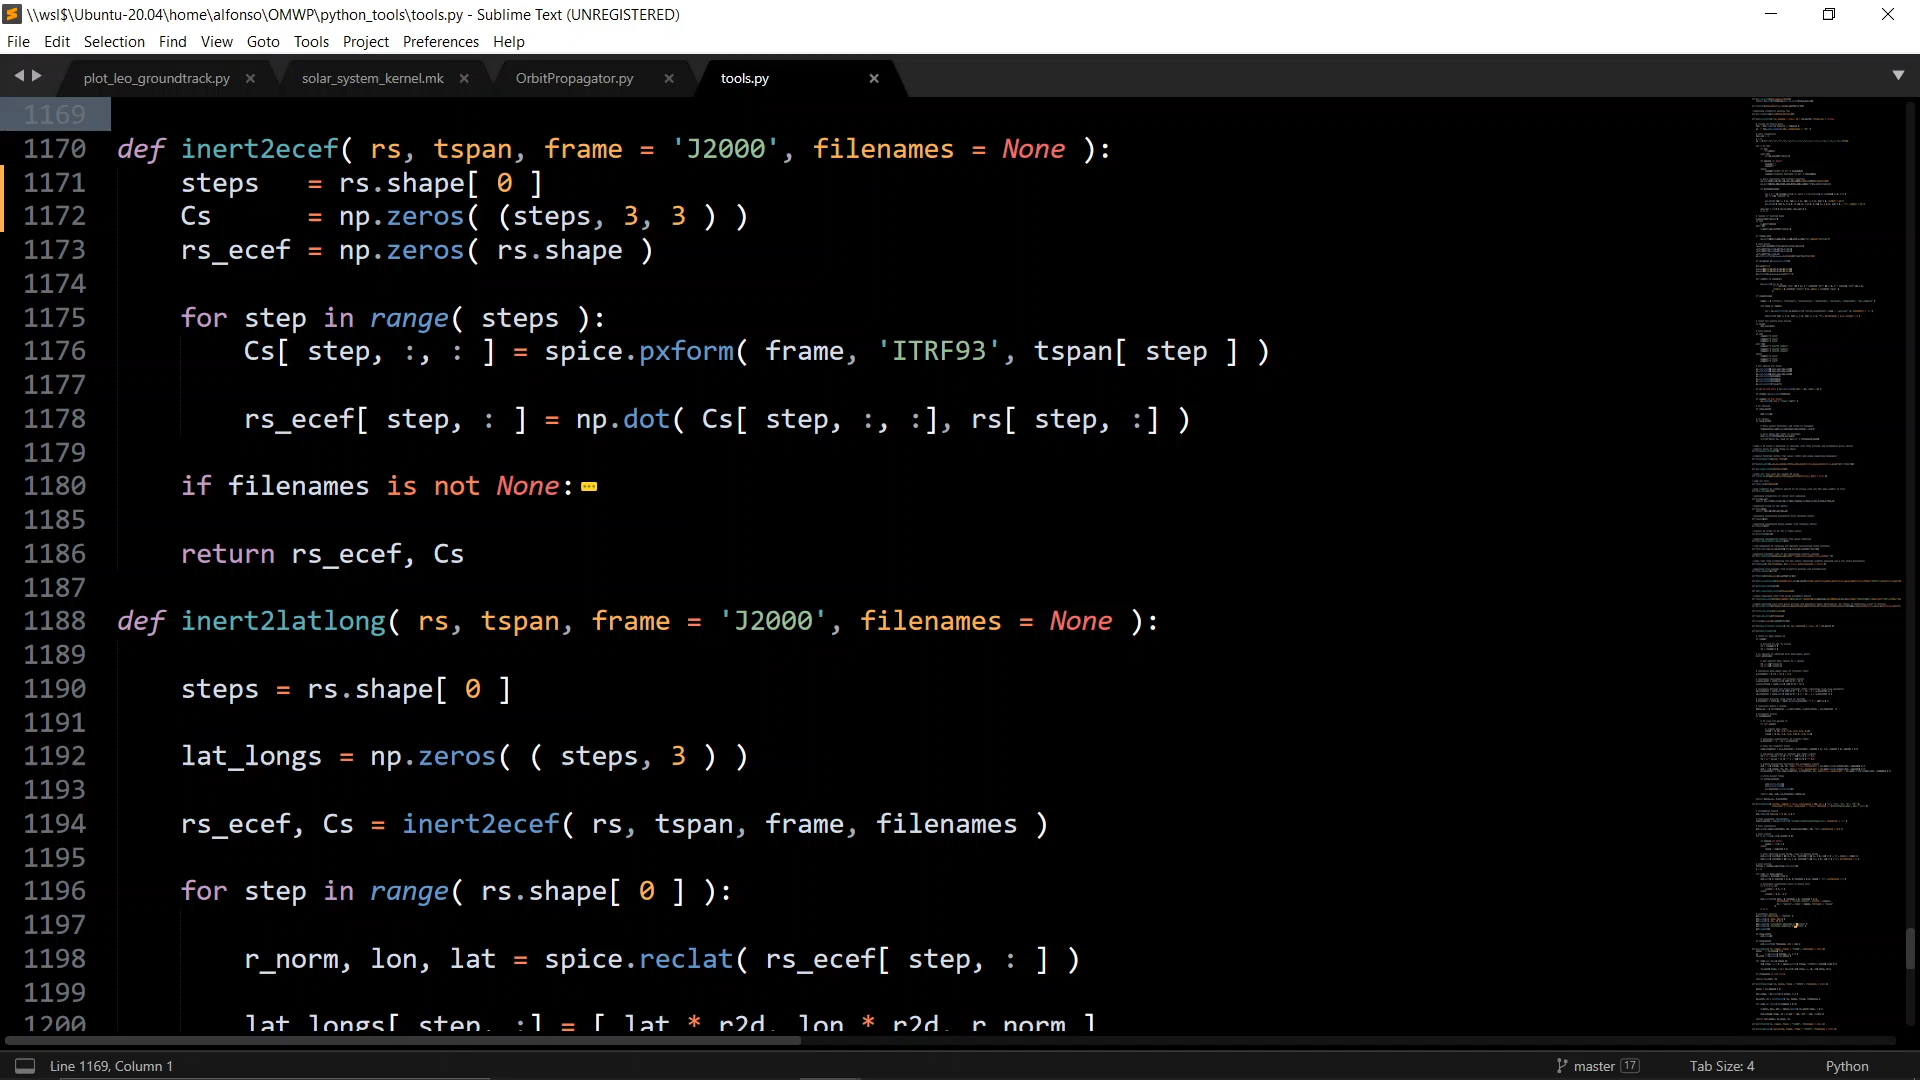 \\wsl$\Ubuntu-20.04\home\alfonso\OMWP\python_tools\tools.py - Sublime Text (UNREGISTERED)
File Edit Selection Find View Goto Tools Project Preferences Help
plot_leo_groundtrack.py solar_system_kernel.mk OrbitPropagator.py tools.py
1169
1170 def inert2ecef( rs, tspan, frame = 'J2000', filenames = None ):
1171 steps   = rs.shape[ 0 ]
1172 Cs      = np.zeros( (steps, 3, 3 ) )
1173 rs_ecef = np.zeros( rs.shape )
1174
1175 for step in range( steps ):
1176 Cs[ step, :, : ] = spice.pxform( frame, 'ITRF93', tspan[ step ] )
1177
1178 rs_ecef[ step, : ] = np.dot( Cs[ step, :, :], rs[ step, :] )
1179
1180 if filenames is not None:
1185
1186 return rs_ecef, Cs
1187
1188 def inert2latlong( rs, tspan, frame = 'J2000', filenames = None ):
1189
1190 steps = rs.shape[ 0 ]
1191
1192 lat_longs = np.zeros( ( steps, 3 ) )
1193
1194 rs_ecef, Cs = inert2ecef( rs, tspan, frame, filenames )
1195
1196 for step in range( rs.shape[ 0 ] ):
1197
1198 r_norm, lon, lat = spice.reclat( rs_ecef[ step, : ] )
1199
1200 lat_longs[ step, :] = [ lat * r2d, lon * r2d, r_norm ]
Line 1169, Column 1 master 17 Tab Size: 4 Python